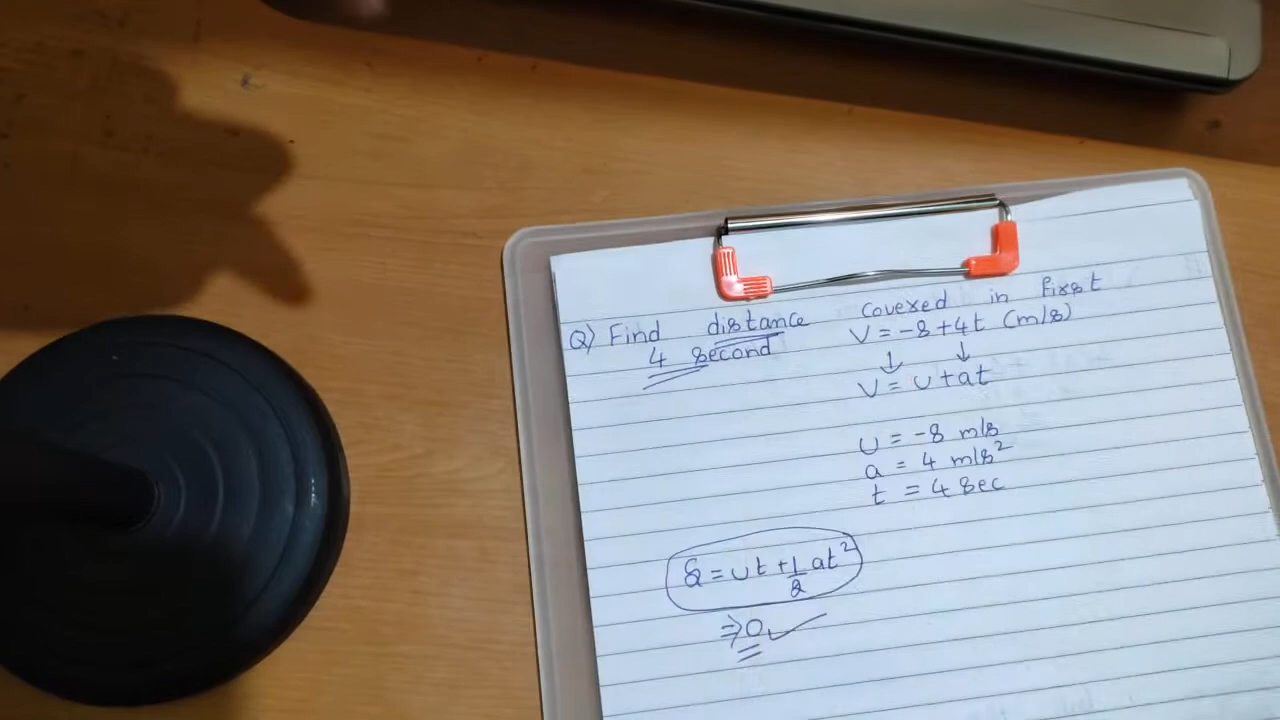 Q) Find distance covered in first
4 second V = -8 + 4t (m/s)
↓ ↓
V = u + at
u = -8 m/s
a = 4 m/s²
t = 4 sec
S = ut + 1/2 at²
⇒ 0 ✓